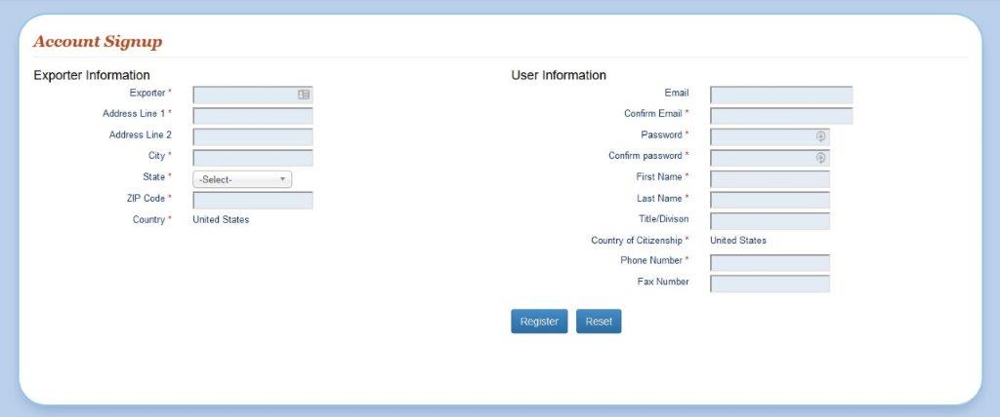 Account Signup
Exporter Information
Exporter *
Address Line 1 *
Address Line 2
City *
State * -Select-
ZIP Code *
Country * United States
User Information
Email
Confirm Email *
Password *
Confirm password *
First Name *
Last Name *
Title/Divison
Country of Citizenship * United States
Phone Number *
Fax Number
Register Reset